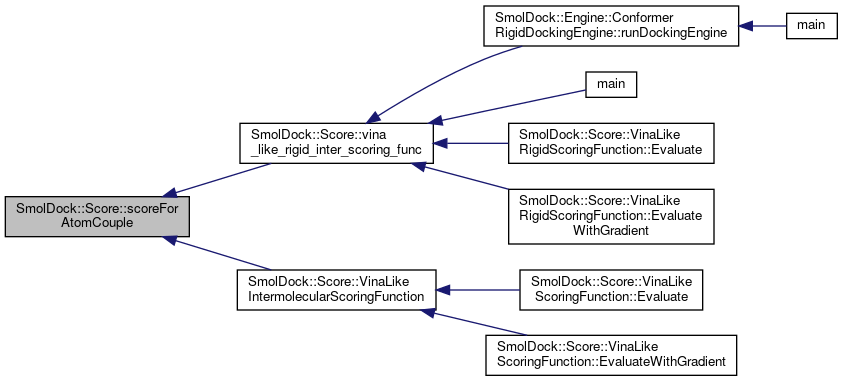 SmolDock::Engine::Conformer
RigidDockingEngine::runDockingEngine
main
main
SmolDock::Score::vina
_like_rigid_inter_scoring_func
SmolDock::Score::VinaLike
RigidScoringFunction::Evaluate
SmolDock::Score::VinaLike
RigidScoringFunction::Evaluate
WithGradient
SmolDock::Score::scoreFor
AtomCouple
SmolDock::Score::VinaLike
IntermolecularScoringFunction
SmolDock::Score::VinaLike
ScoringFunction::Evaluate
SmolDock::Score::VinaLike
ScoringFunction::EvaluateWithGradient